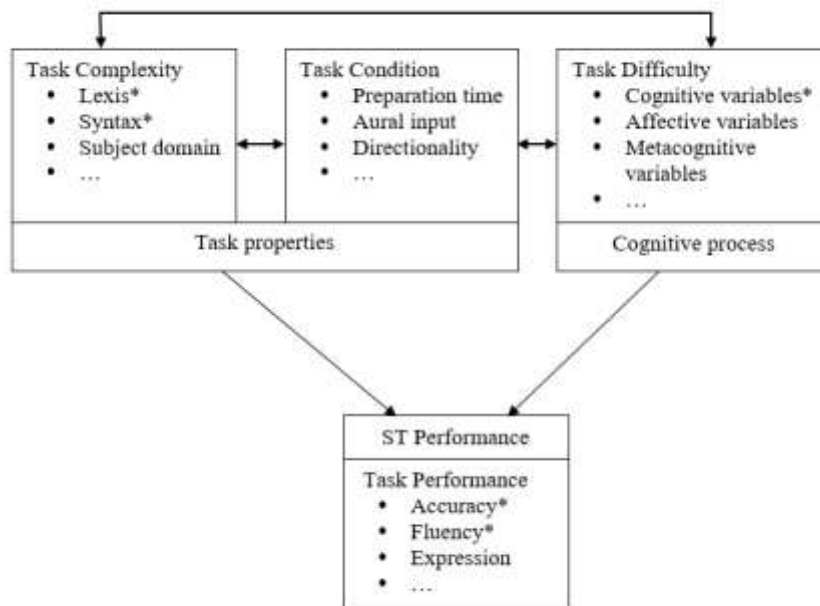 Task Complexity
• Lexis*
• Syntax*
• Subject domain
• …
Task Condition
• Preparation time
• Aural input
• Directionality
• …
Task properties
Task Difficulty
• Cognitive variables*
• Affective variables
• Metacognitive
variables
• …
Cognitive process
ST Performance
Task Performance
• Accuracy*
• Fluency*
• Expression
• …